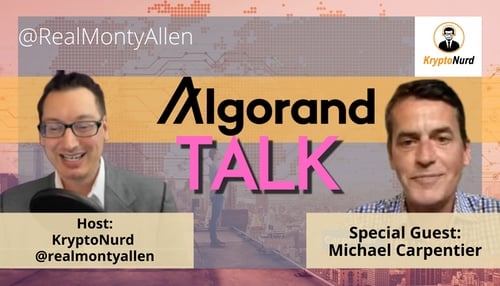 @RealMontyAllen
KryptoNurd
Algorand
TALK
Host:
KryptoNurd
@realmontyallen
Special Guest:
Michael Carpentier